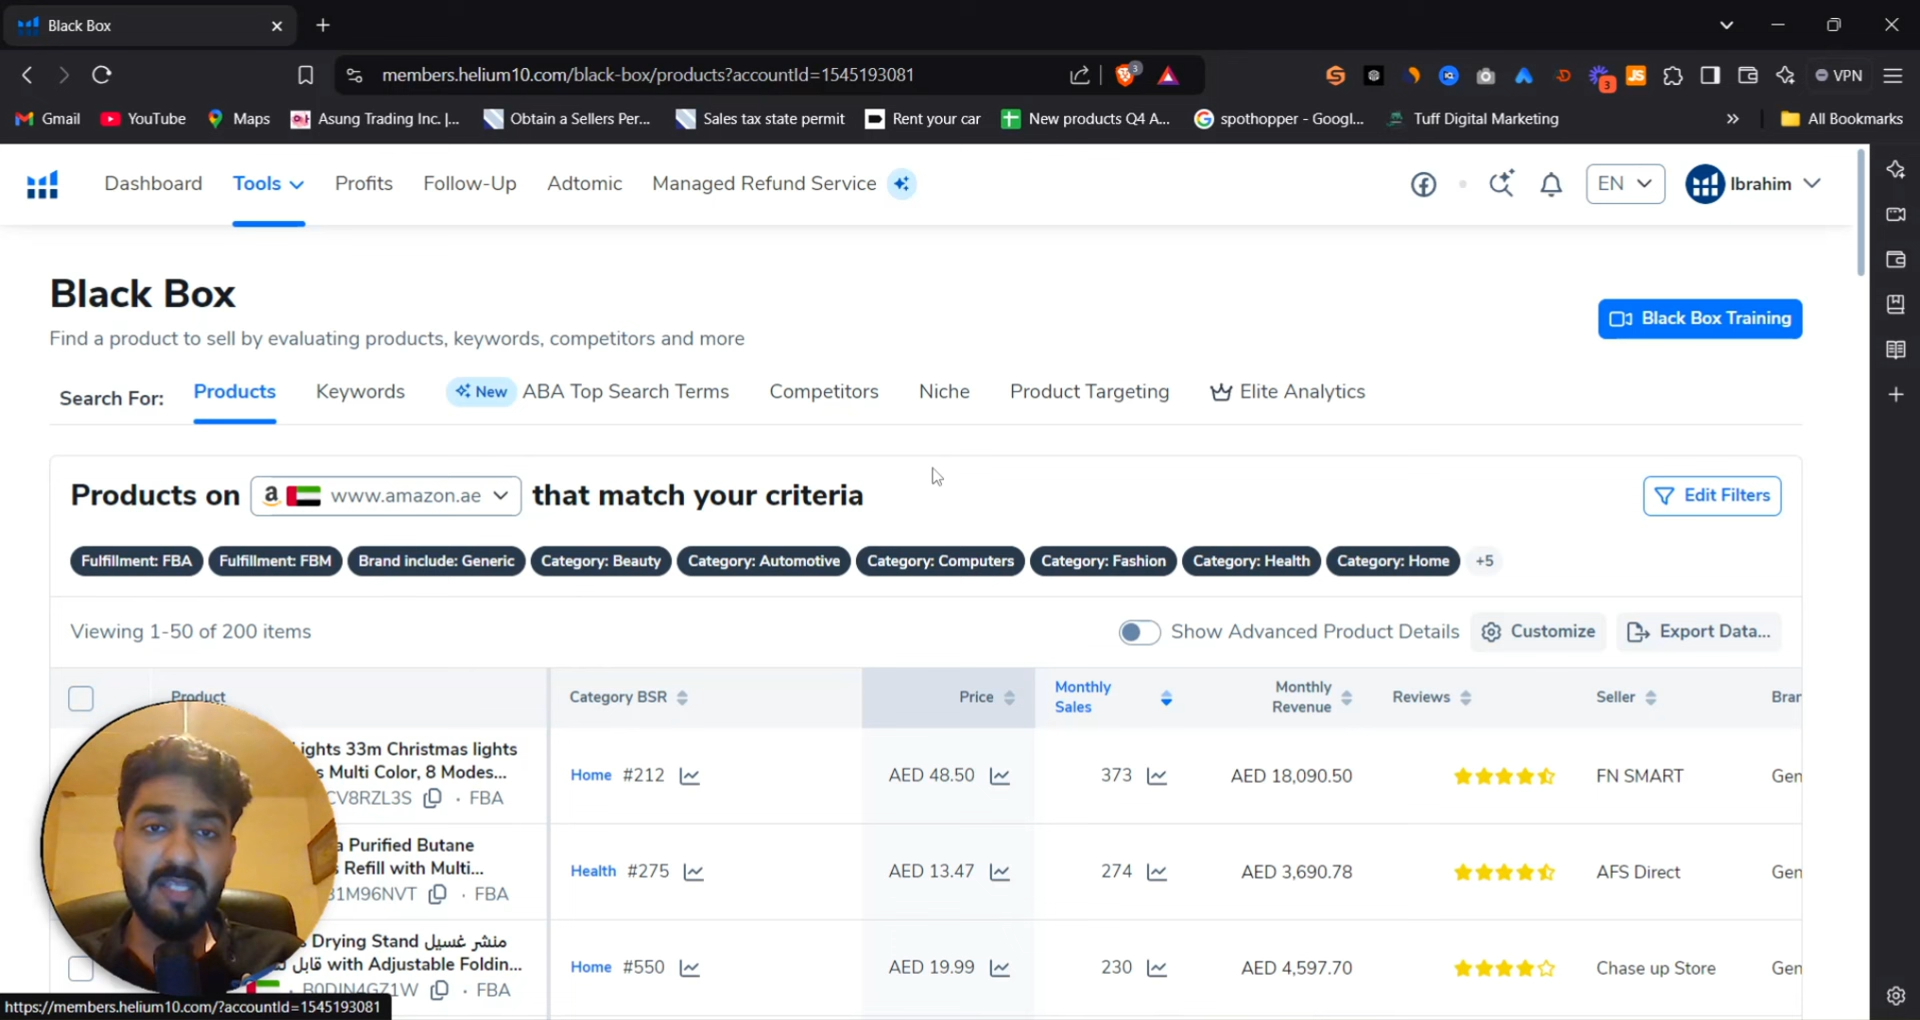 Black Box
members.helium10.com/black-box/products?accountId=1545193081
3
3
VPN
Gmail YouTube Maps Asung Trading Inc. |... Obtain a Sellers Per... Sales tax state permit Rent your car New products Q4 A... spothopper - Googl... Tuff Digital Marketing » All Bookmarks
Dashboard Tools Profits Follow-Up Adtomic Managed Refund Service EN Ibrahim
Black Box
Find a product to sell by evaluating products, keywords, competitors and more
Black Box Training
Search For: Products Keywords New ABA Top Search Terms Competitors Niche Product Targeting Elite Analytics
Products on a www.amazon.ae that match your criteria Edit Filters
Fulfillment: FBA Fulfillment: FBM Brand include: Generic Category: Beauty Category: Automotive Category: Computers Category: Fashion Category: Health Category: Home +5
Viewing 1-50 of 200 items Show Advanced Product Details Customize Export Data...
Product Category BSR Price Monthly Sales Monthly Revenue Reviews Seller Bran
ights 33m Christmas lights
s Multi Color, 8 Modes...
CV8RZL3S · FBA
Home #212 AED 48.50 373 AED 18,090.50 FN SMART Gen
a Purified Butane
Refill with Multi...
31M96NVT · FBA
Health #275 AED 13.47 274 AED 3,690.78 AFS Direct Gen
Drying Stand منشر غسيل
قابل with Adjustable Foldin...
B0DJN4GZ1W · FBA
Home #550 AED 19.99 230 AED 4,597.70 Chase up Store Gen
https://members.helium10.com/?accountId=1545193081